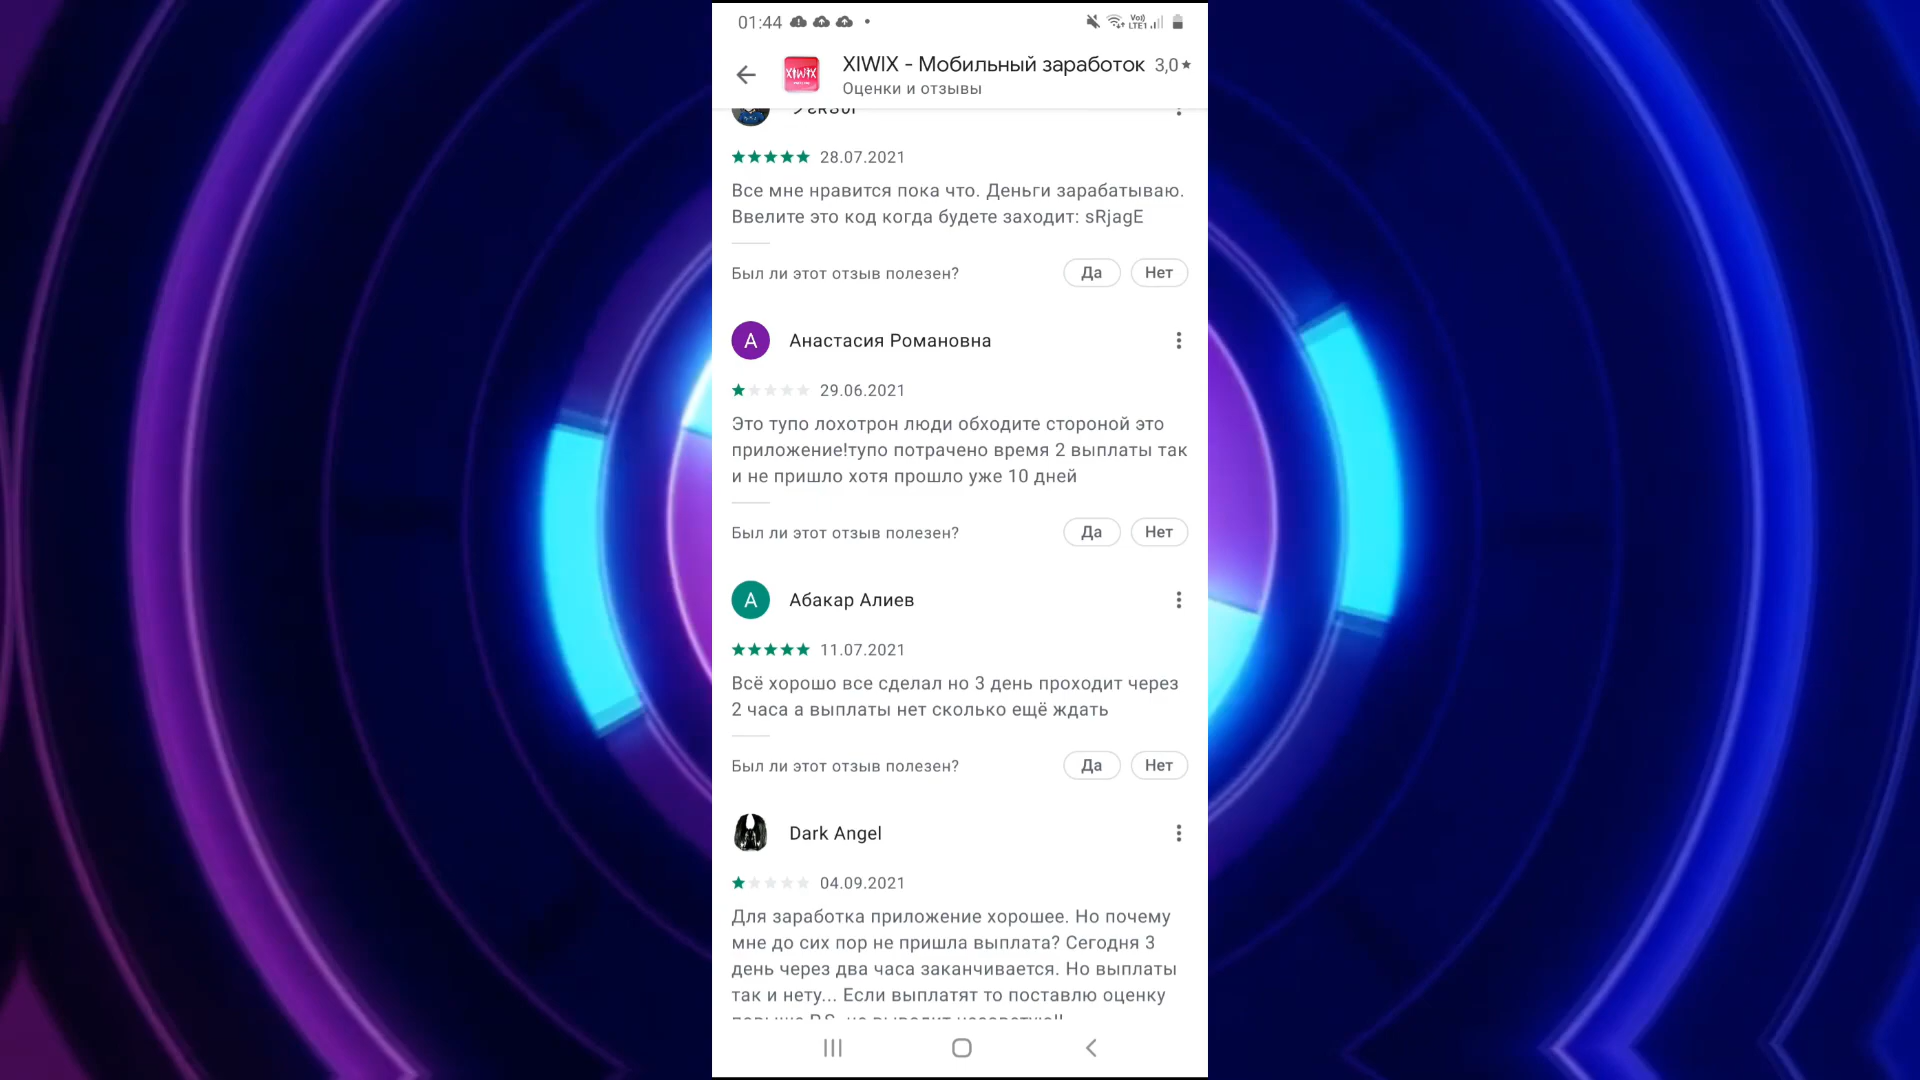 01:44
Vo) LTE1
XIWIX - Мобильный заработок 3,0★
XIWIX
Оценки и отзывы
★★★★★ 28.07.2021
Все мне нравится пока что. Деньги зарабатываю.
Ввелите это код когда будете заходит: sRjagE
Был ли этот отзыв полезен? Да Нет
A Анастасия Романовна
★★★★★ 29.06.2021
Это тупо лохотрон люди обходите стороной это
приложение!тупо потрачено время 2 выплаты так
и не пришло хотя прошло уже 10 дней
Был ли этот отзыв полезен? Да Нет
A Абакар Алиев
★★★★★ 11.07.2021
Всё хорошо все сделал но 3 день проходит через
2 часа а выплаты нет сколько ещё ждать
Был ли этот отзыв полезен? Да Нет
Dark Angel
★★★★★ 04.09.2021
Для заработка приложение хорошее. Но почему
мне до сих пор не пришла выплата? Сегодня 3
день через два часа заканчивается. Но выплаты
так и нету... Если выплатят то поставлю оценку